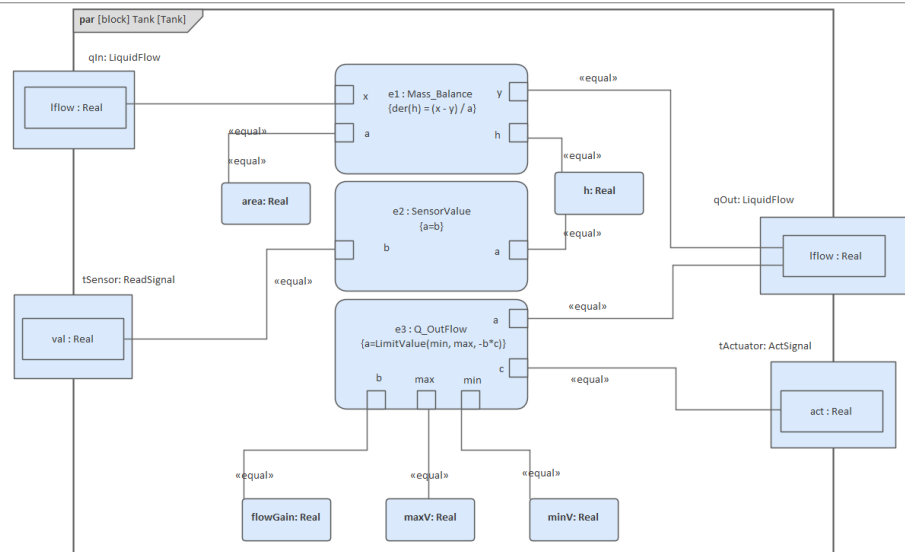 par [block] Tank [Tank]
qIn: LiquidFlow
lflow : Real
x
e1 : Mass_Balance
{der(h) = (x - y) / a}
y
a
h
«equal»
«equal»
«equal»
«equal»
area: Real
h: Real
e2 : SensorValue
{a=b}
b
a
«equal»
qOut: LiquidFlow
lflow : Real
tSensor: ReadSignal
val : Real
«equal»
e3 : Q_OutFlow
{a=LimitValue(min, max, -b*c)}
a
c
b
max
min
«equal»
«equal»
tActuator: ActSignal
act : Real
«equal»
«equal»
«equal»
flowGain: Real
maxV: Real
minV: Real